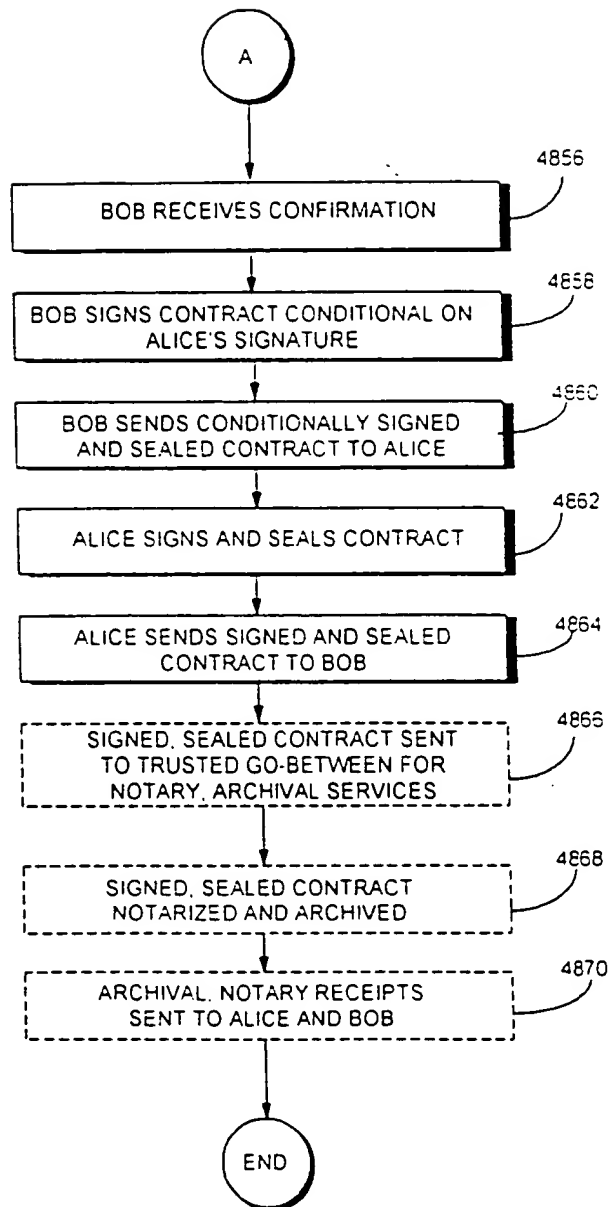 A
4856
BOB RECEIVES CONFIRMATION
4858
BOB SIGNS CONTRACT CONDITIONAL ON
ALICE'S SIGNATURE
4860
BOB SENDS CONDITIONALLY SIGNED
AND SEALED CONTRACT TO ALICE
4862
ALICE SIGNS AND SEALS CONTRACT
4864
ALICE SENDS SIGNED AND SEALED
CONTRACT TO BOB
4866
SIGNED, SEALED CONTRACT SENT
TO TRUSTED GO-BETWEEN FOR
NOTARY, ARCHIVAL SERVICES
4868
SIGNED, SEALED CONTRACT
NOTARIZED AND ARCHIVED
4870
ARCHIVAL, NOTARY RECEIPTS
SENT TO ALICE AND BOB
END